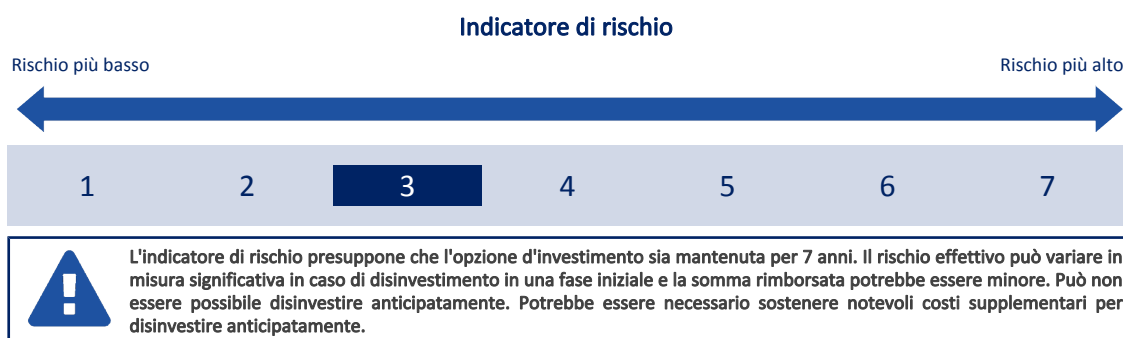 Indicatore di rischio
Rischio più basso
Rischio più alto
1 2 3 4 5 6 7
L'indicatore di rischio presuppone che l'opzione d'investimento sia mantenuta per 7 anni. Il rischio effettivo può variare in
misura significativa in caso di disinvestimento in una fase iniziale e la somma rimborsata potrebbe essere minore. Può non
essere possibile disinvestire anticipatamente. Potrebbe essere necessario sostenere notevoli costi supplementari per
disinvestire anticipatamente.